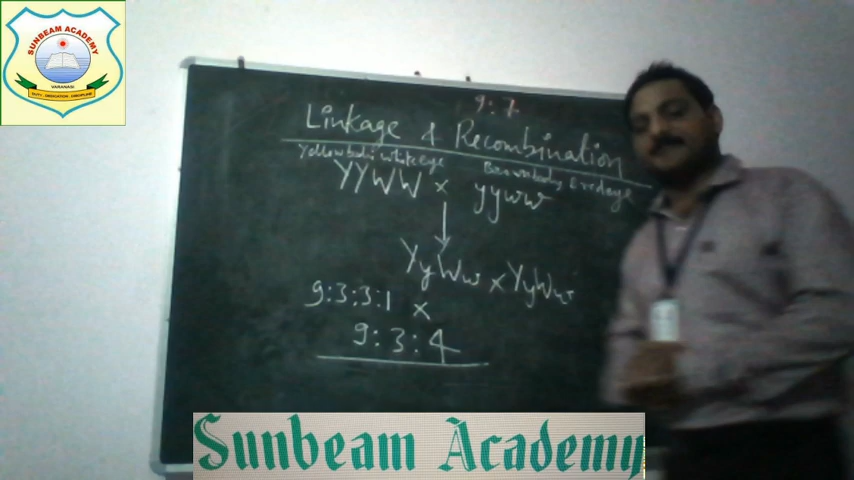 SUNBEAM ACADEMY
VARANASI
9: 7
Linkage & Recombination
Yellow body white eye Brown body & red eye
YYWW x yyww
YyWw x YyWw
9:3:3:1 x
9:3:4
Sunbeam Academy